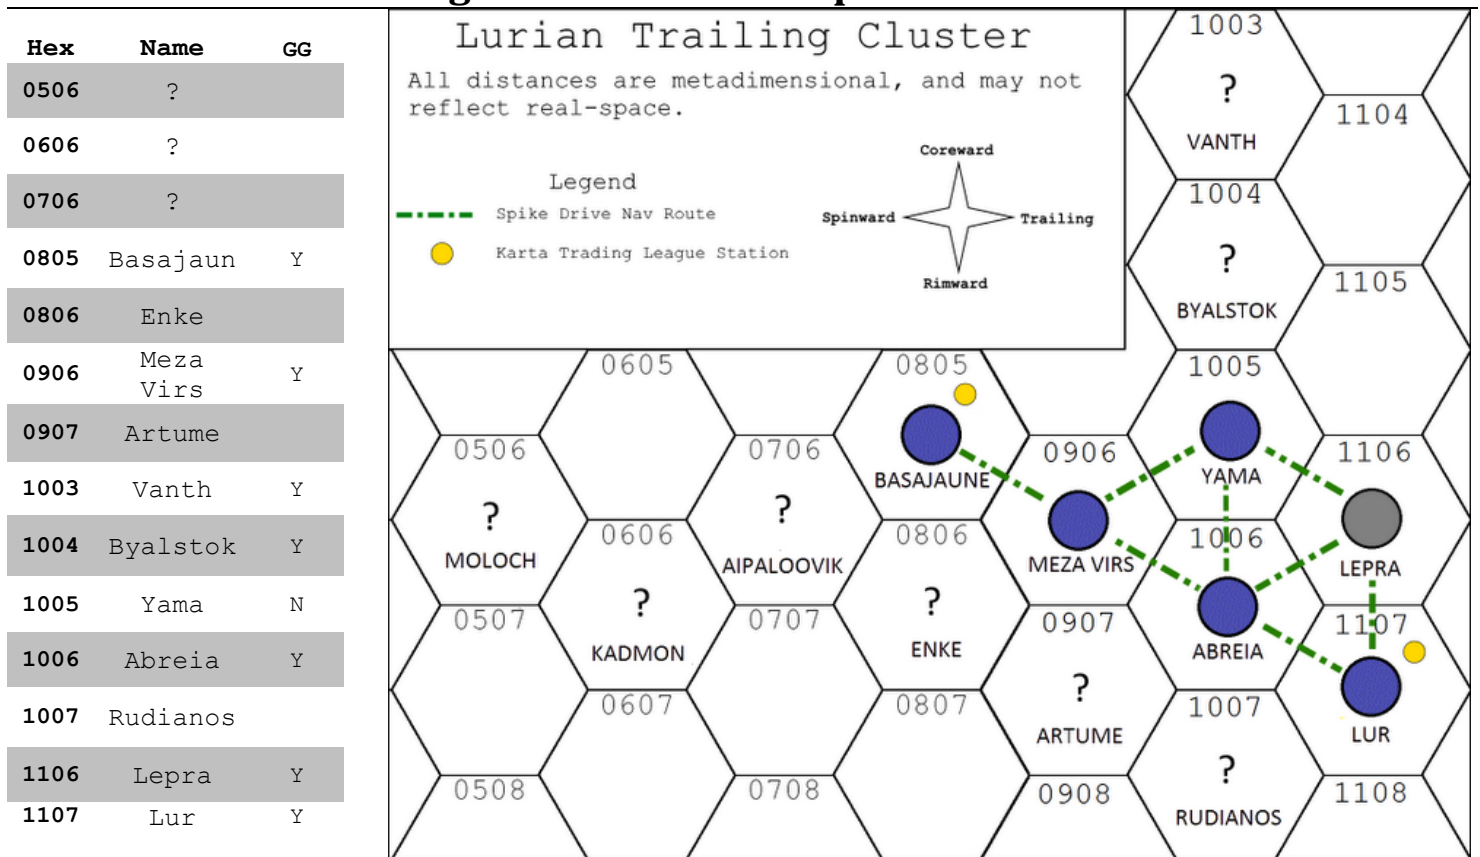 Hex Name GG
0506 ?
0606 ?
0706 ?
0805 Basajaun Y
0806 Enke
0906 Meza Virs Y
0907 Artume
1003 Vanth Y
1004 Byalstok Y
1005 Yama N
1006 Abreia Y
1007 Rudianos
1106 Lepra Y
1107 Lur Y
Lurian Trailing Cluster
All distances are metadimensional, and may not
reflect real-space.
Legend
Spike Drive Nav Route
Karta Trading League Station
Coreward
Spinward
Trailing
Rimward
1003
?
VANTH
1104
1004
?
BYALSTOK
1105
0605
0805
BASAJAUNE
1005
YAMA
0506
?
MOLOCH
0706
?
AIPALOOVIK
0906
MEZA VIRS
1106
LEPRA
0606
?
KADMON
0806
?
ENKE
1006
ABREIA
0507
0707
0907
?
ARTUME
1107
LUR
0607
0807
1007
?
RUDIANOS
0508
0708
0908
1108